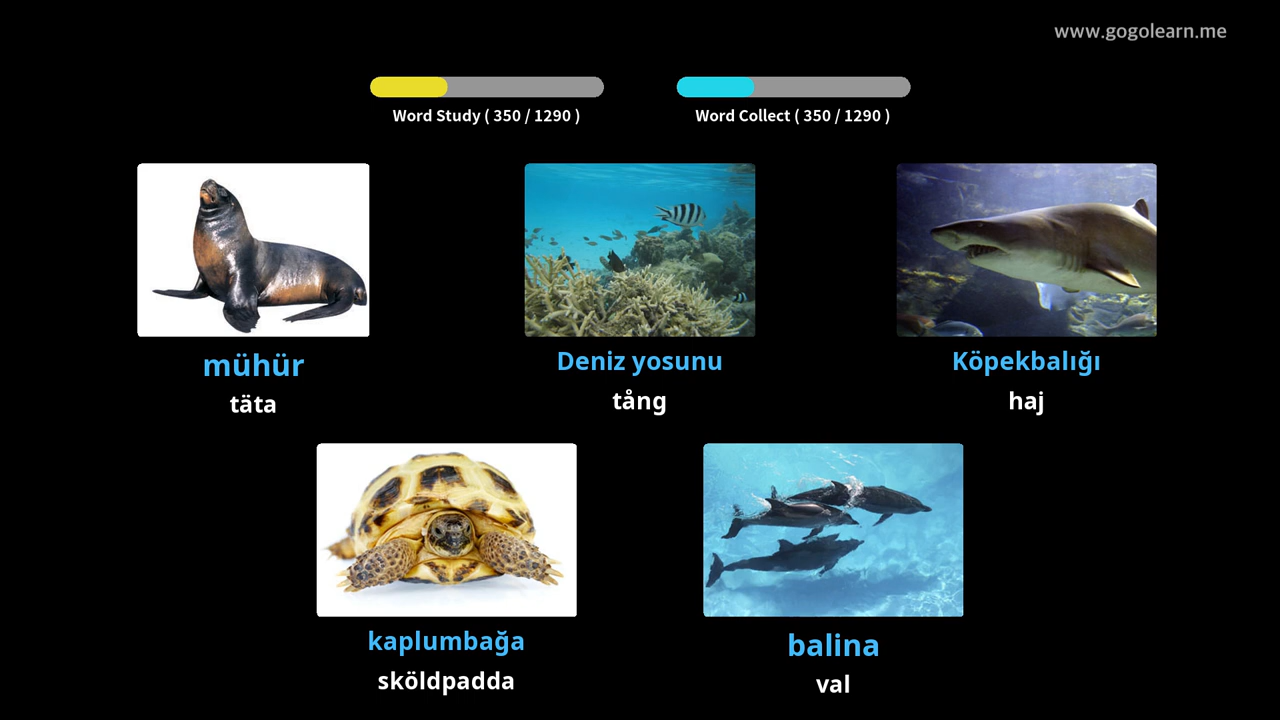 www.gogolearn.me
Word Study ( 350 / 1290 )
Word Collect ( 350 / 1290 )
mühür
täta
Deniz yosunu
tång
Köpekbalığı
haj
kaplumbağa
sköldpadda
balina
val